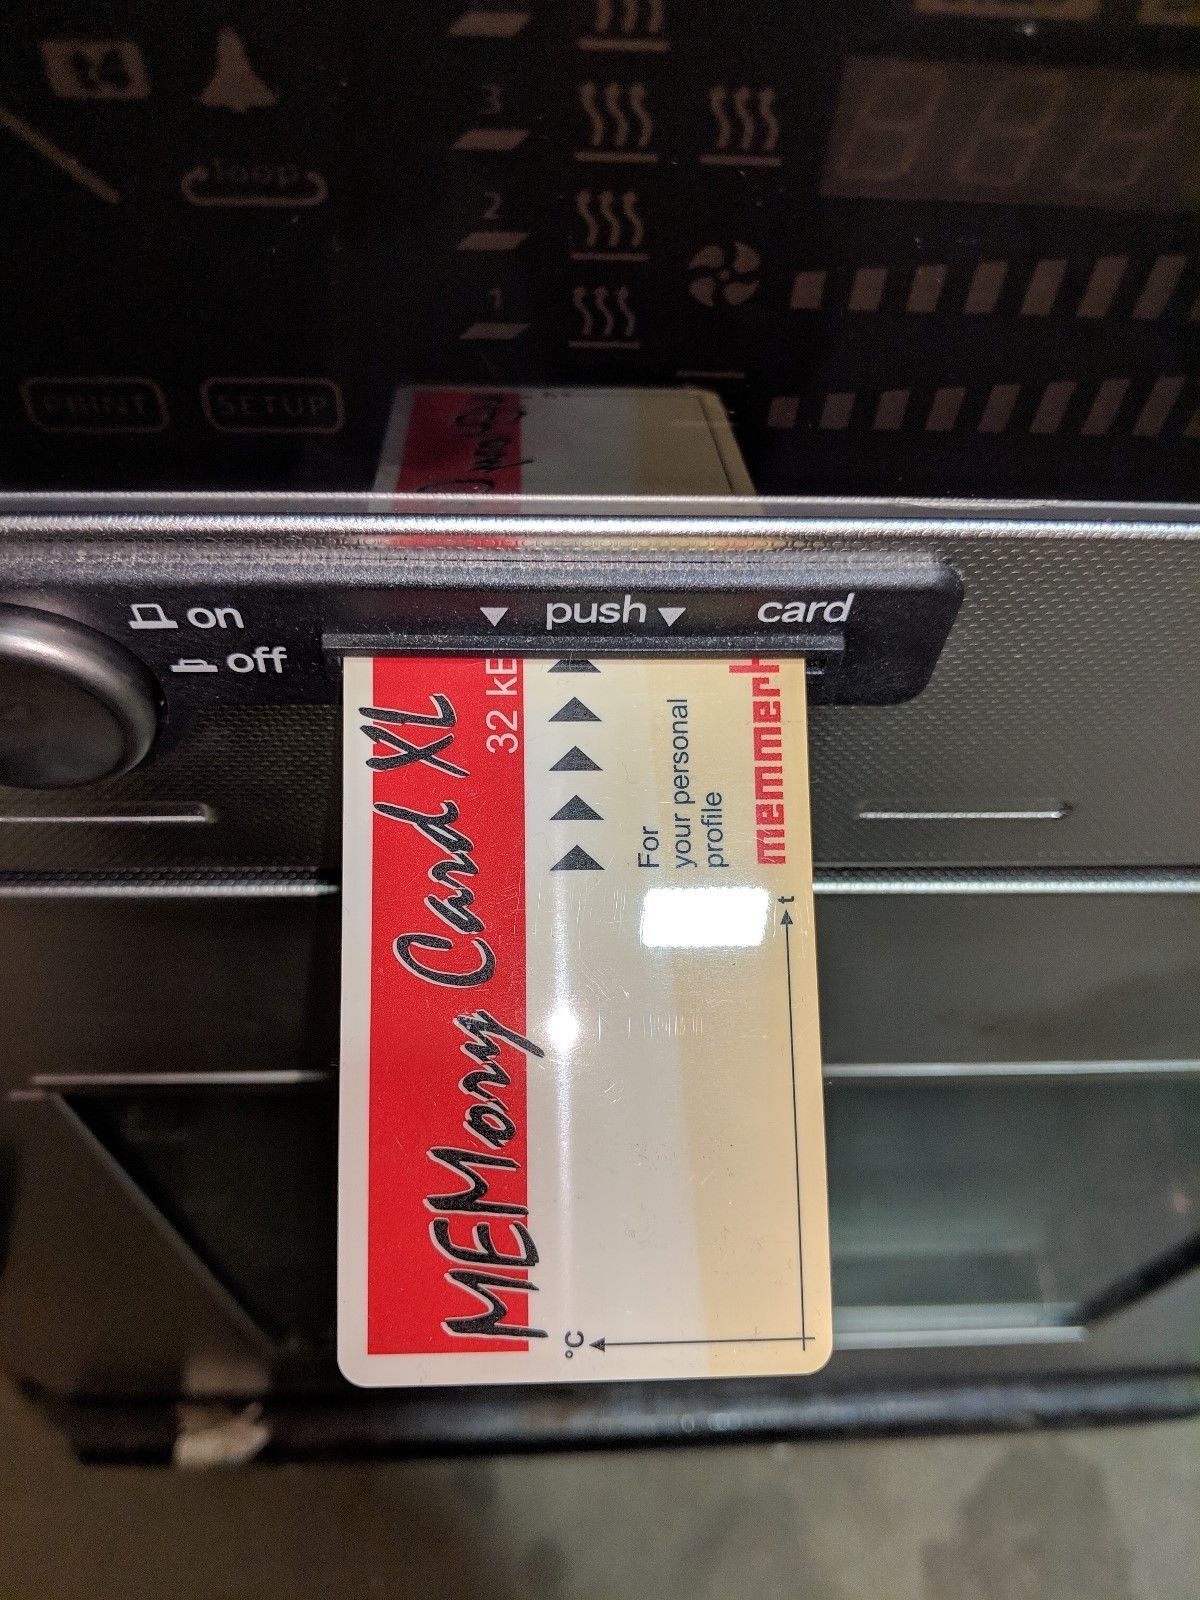 loop
3
2
1
PRINT
SETUP
on
off
push
card
MEMory Card XL
32 k
For
your personal
profile
memmer
t
°C